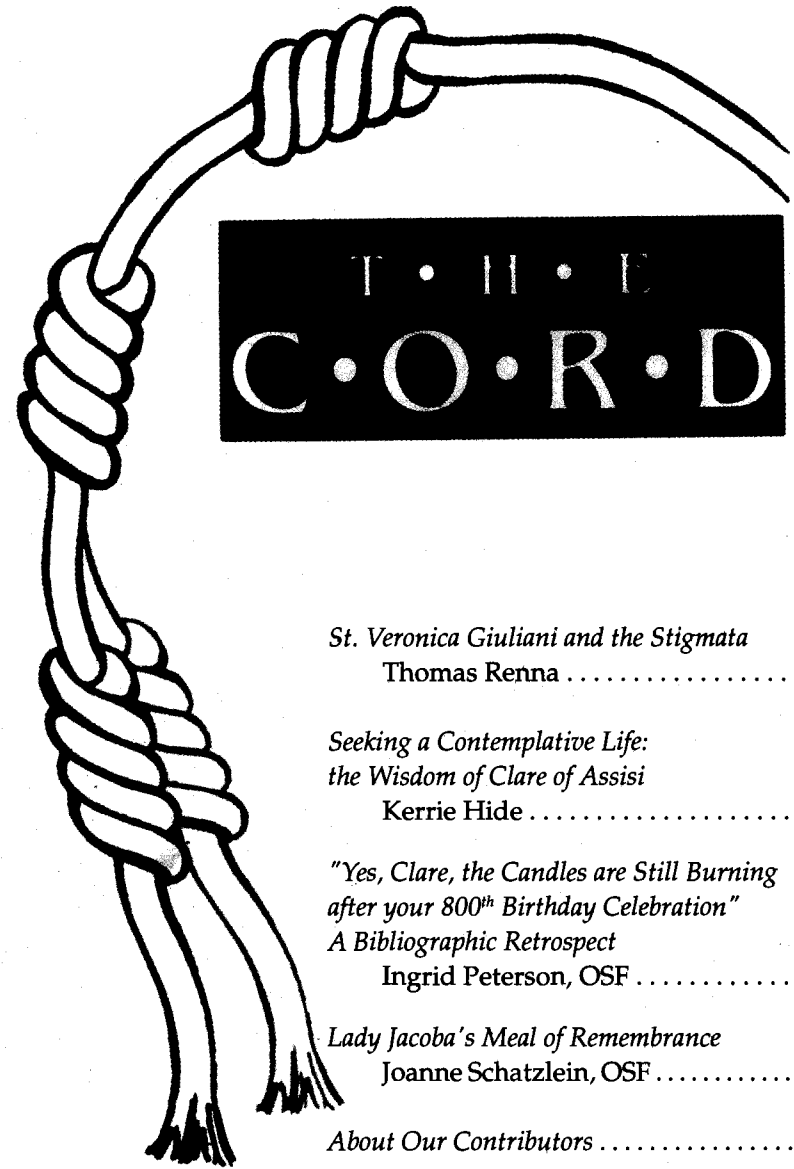 T • H • E
C • O • R • D
St. Veronica Giuliani and the Stigmata
Thomas Renna . . . . . . . . . . . . . . . . .
Seeking a Contemplative Life:
the Wisdom of Clare of Assisi
Kerrie Hide . . . . . . . . . . . . . . . . . . . .
"Yes, Clare, the Candles are Still Burning
after your 800th Birthday Celebration"
A Bibliographic Retrospect
Ingrid Peterson, OSF . . . . . . . . . . . .
Lady Jacoba's Meal of Remembrance
Joanne Schatzlein, OSF . . . . . . . . . . .
About Our Contributors . . . . . . . . . . . . . . .